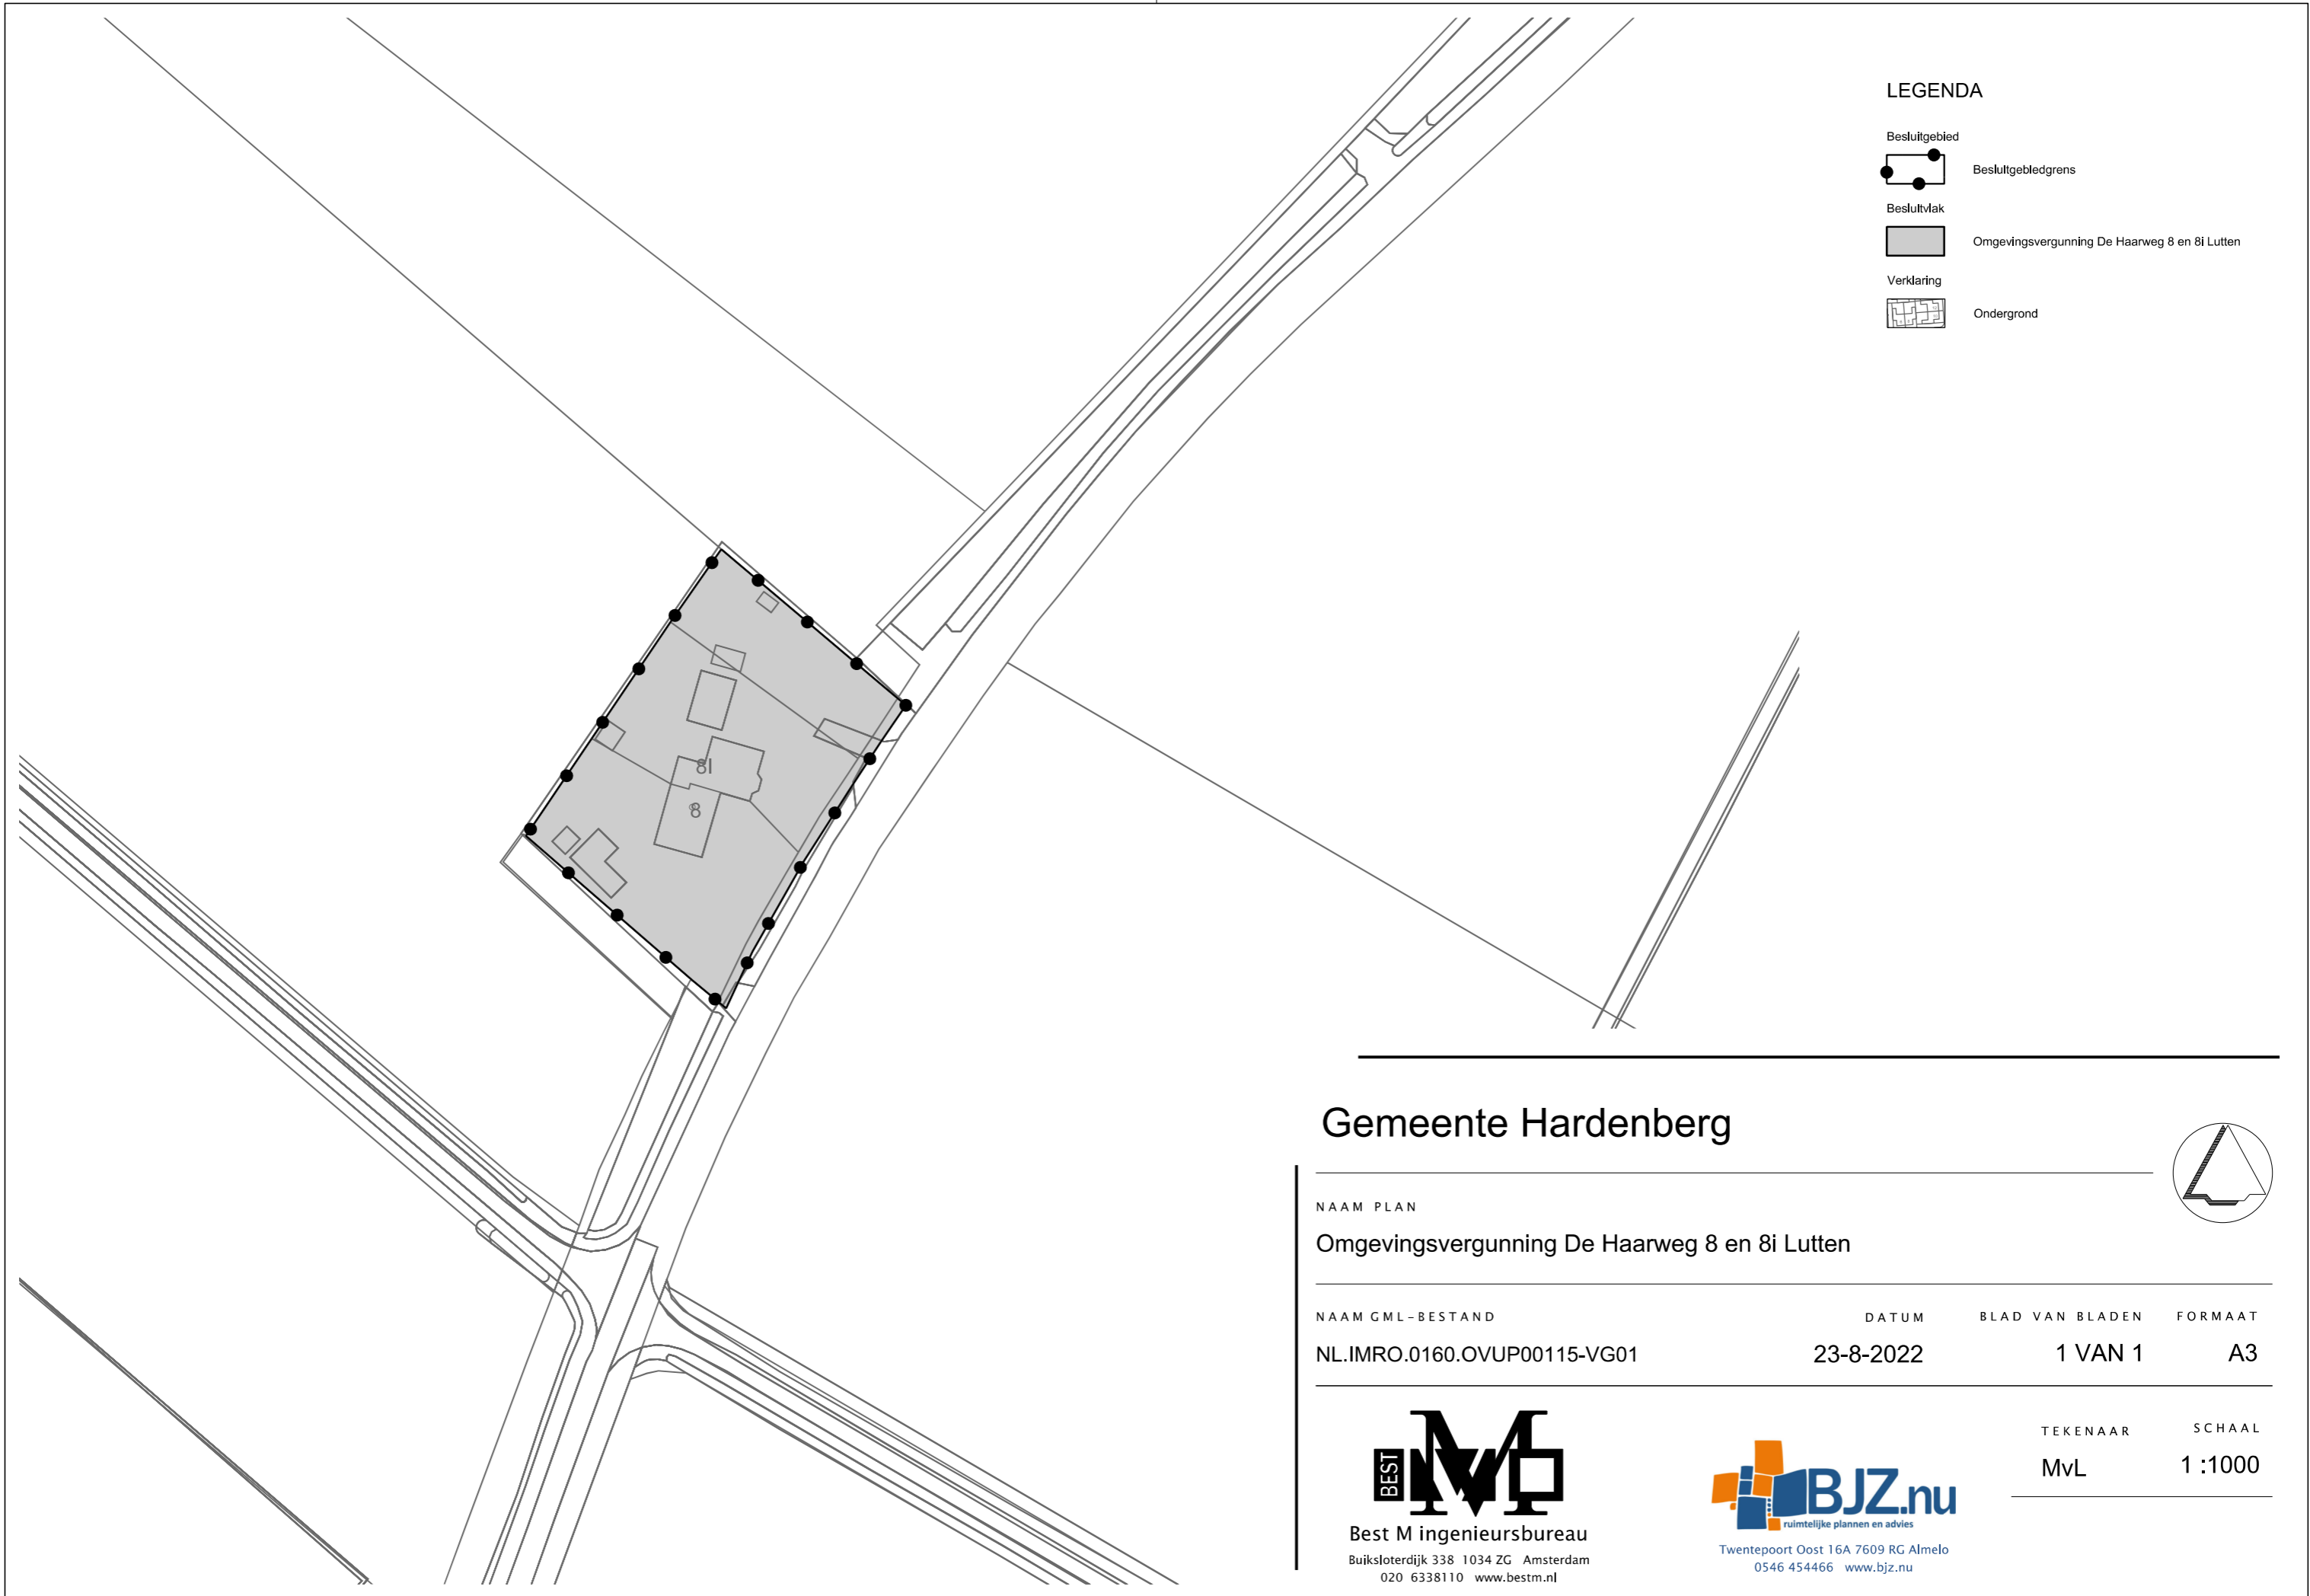 LEGENDA
Besluitgebied
Besluitgebiedgrens
Besluitvlak
Omgevingsvergunning De Haarweg 8 en 8i Lutten
Verklaring
Ondergrond
8I
8
Gemeente Hardenberg
NAAM PLAN
Omgevingsvergunning De Haarweg 8 en 8i Lutten
NAAM GML-BESTAND DATUM BLAD VAN BLADEN FORMAAT
NL.IMRO.0160.OVUP00115-VG01 23-8-2022 1 VAN 1 A3
TEKENAAR SCHAAL
MvL 1 :1000
BEST
M
Best M ingenieursbureau
Buiksloterdijk 338 1034 ZG Amsterdam
020 6338110 www.bestm.nl
BJZ.nu
ruimtelijke plannen en advies
Twentepoort Oost 16A 7609 RG Almelo
0546 454466 www.bjz.nu